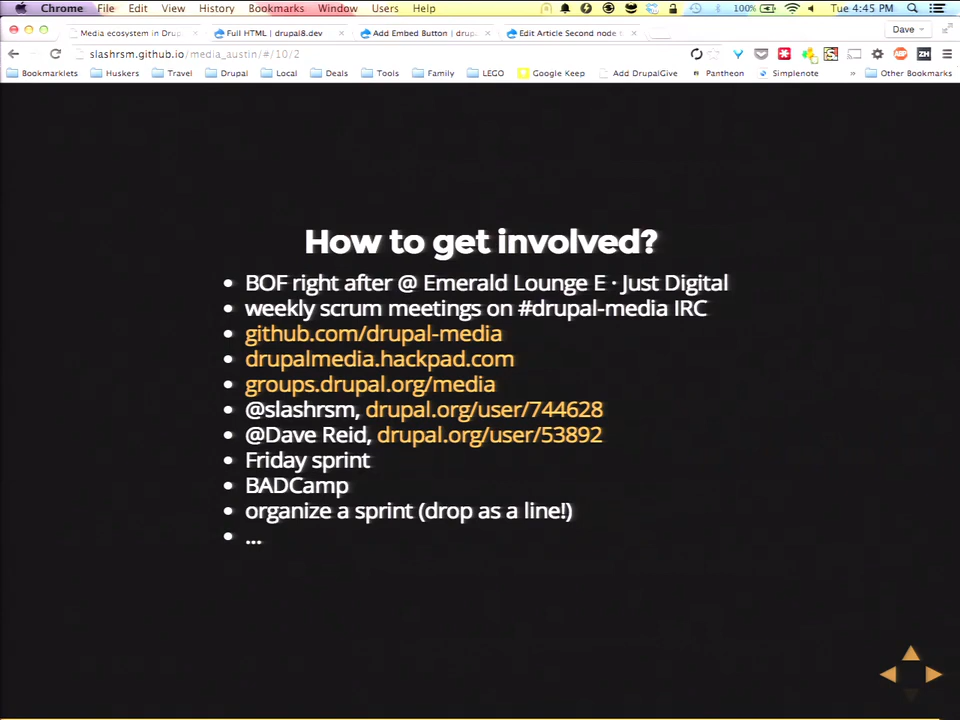 Chrome File Edit View History Bookmarks Window Users Help 100% Tue 4:45 PM
Media ecosystem in Drup Full HTML | drupal8.dev Add Embed Button | drupa Edit Article Second node t Dave
slashrsm.github.io/media_austin/#/10/2
Bookmarklets Huskers Travel Drupal Local Deals Tools Family LEGO Google Keep Add DrupalGive Pantheon Simplenote » Other Bookmarks
How to get involved?
• BOF right after @ Emerald Lounge E · Just Digital
• weekly scrum meetings on #drupal-media IRC
• github.com/drupal-media
• drupalmedia.hackpad.com
• groups.drupal.org/media
• @slashrsm, drupal.org/user/744628
• @Dave Reid, drupal.org/user/53892
• Friday sprint
• BADCamp
• organize a sprint (drop as a line!)
• ...